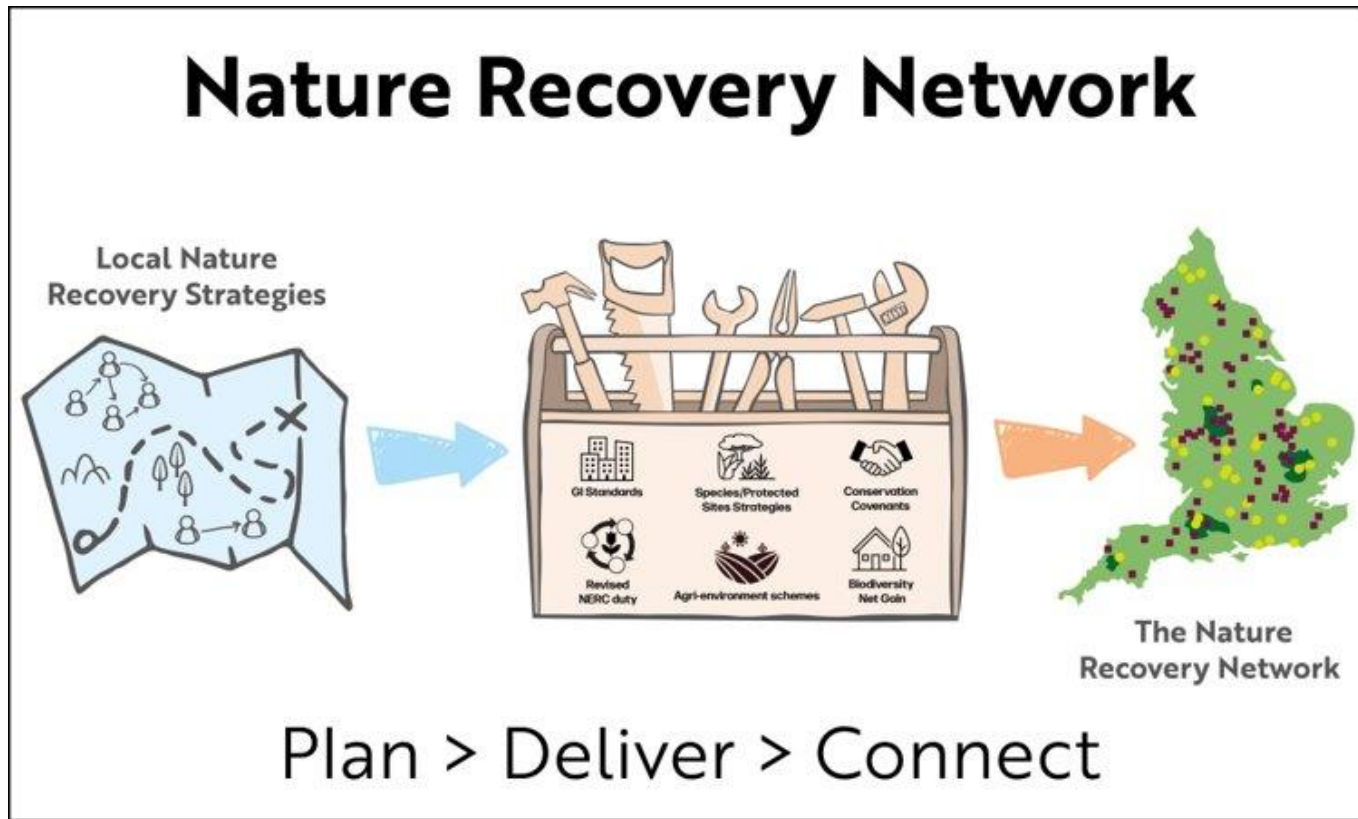 Nature Recovery Network
Local Nature
Recovery Strategies
GI Standards
Species/Protected
Sites Strategies
Conservation
Covenants
Revised
NERC duty
Agri-environment schemes
Biodiversity
Net Gain
The Nature
Recovery Network
Plan > Deliver > Connect